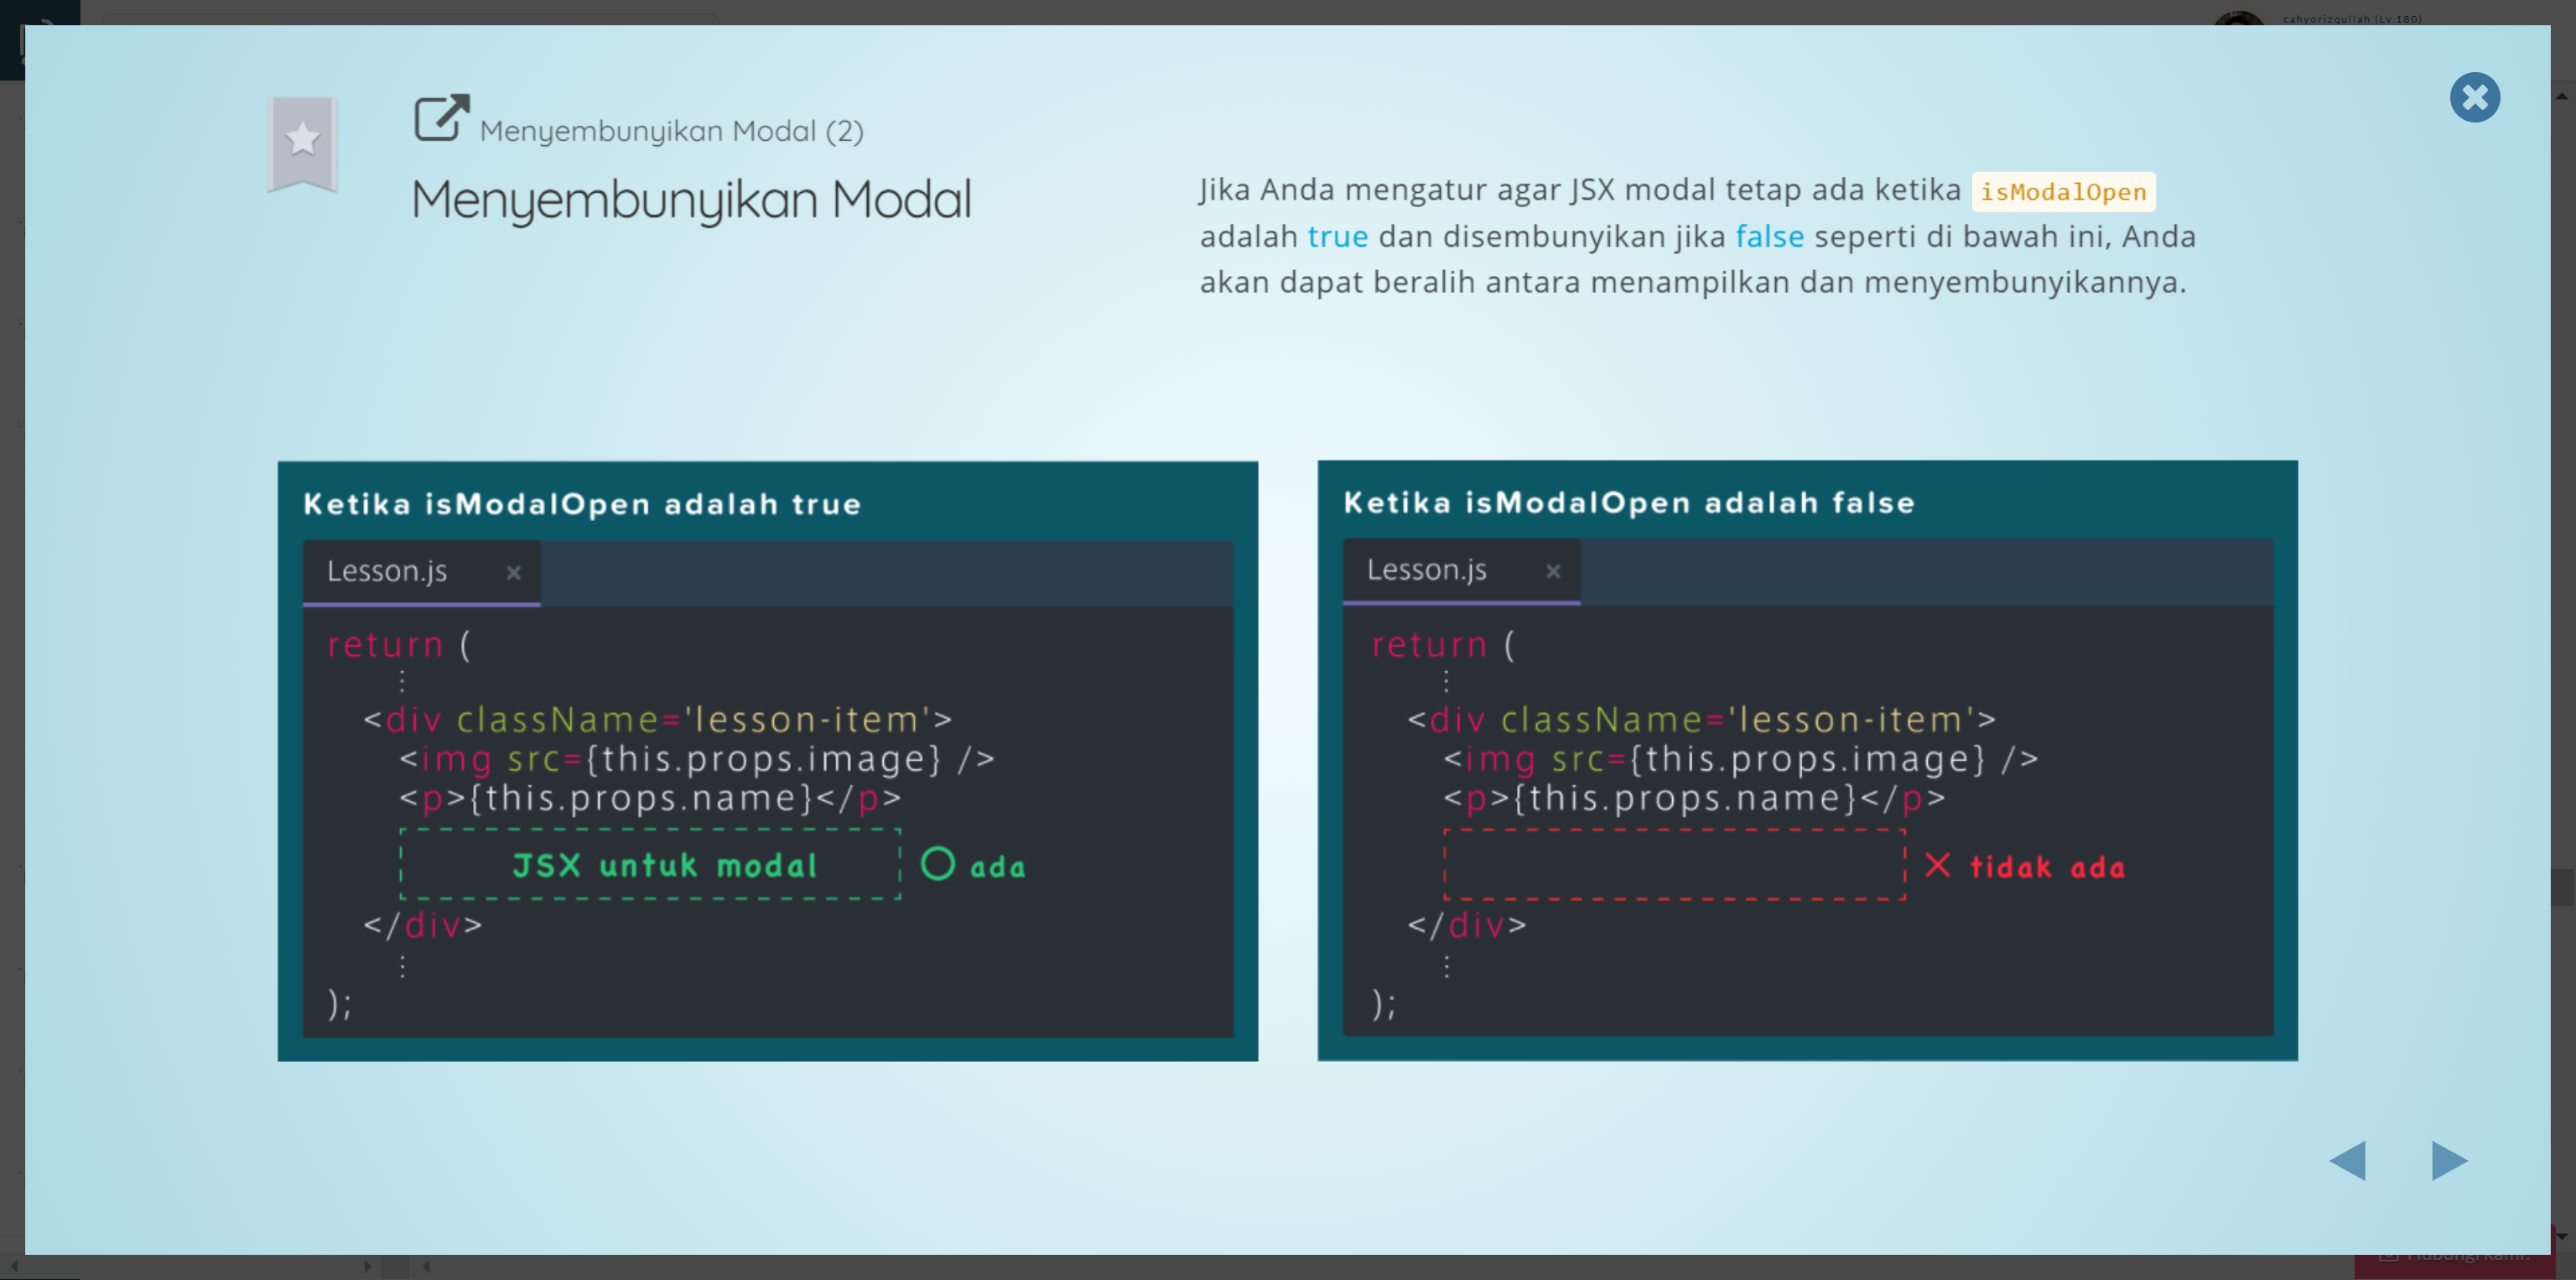 cahyorizqullah (Lv.180)
Menyembunyikan Modal (2)
Menyembunyikan Modal
Jika Anda mengatur agar JSX modal tetap ada ketika isModalOpen
adalah true dan disembunyikan jika false seperti di bawah ini, Anda
akan dapat beralih antara menampilkan dan menyembunyikannya.
Ketika isModalOpen adalah true
Lesson.js ×
return (
⋮
<div className='lesson-item'>
<img src={this.props.image} />
<p>{this.props.name}</p>
JSX untuk modal ada
</div>
⋮
);
Ketika isModalOpen adalah false
Lesson.js ×
return (
⋮
<div className='lesson-item'>
<img src={this.props.image} />
<p>{this.props.name}</p>
tidak ada
</div>
⋮
);